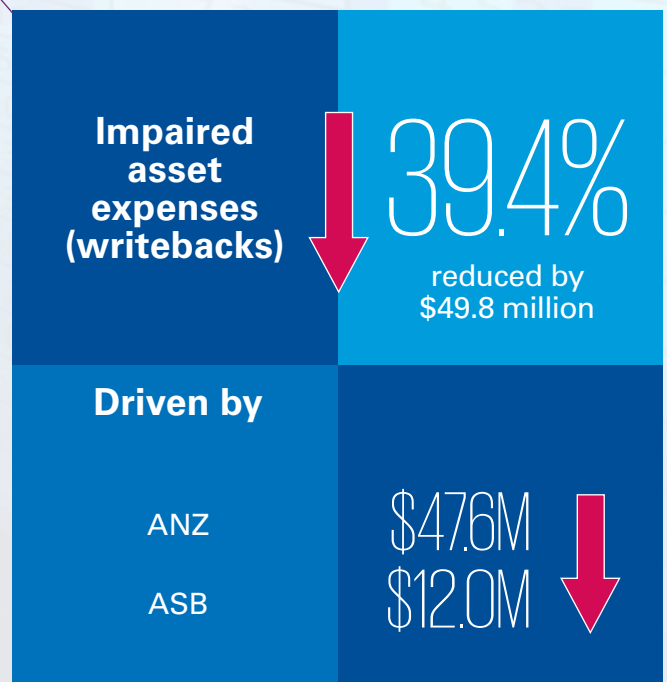 Impaired
asset
expenses
(writebacks)
39.4%
reduced by
$49.8 million
Driven by
ANZ
$47.6M
ASB
$12.0M